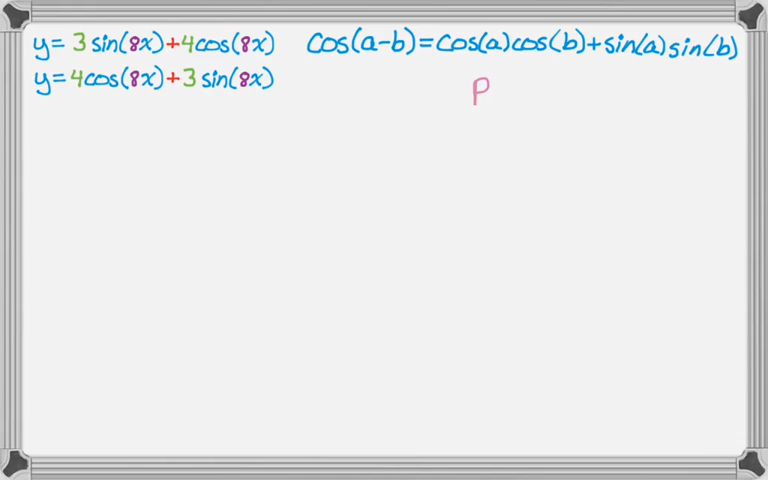 y= 3 sin(8x)+4cos(8x) cos(a-b)=cos(a)cos(b)+sin(a)sin(b)
y=4cos(8x)+3 sin(8x)
P